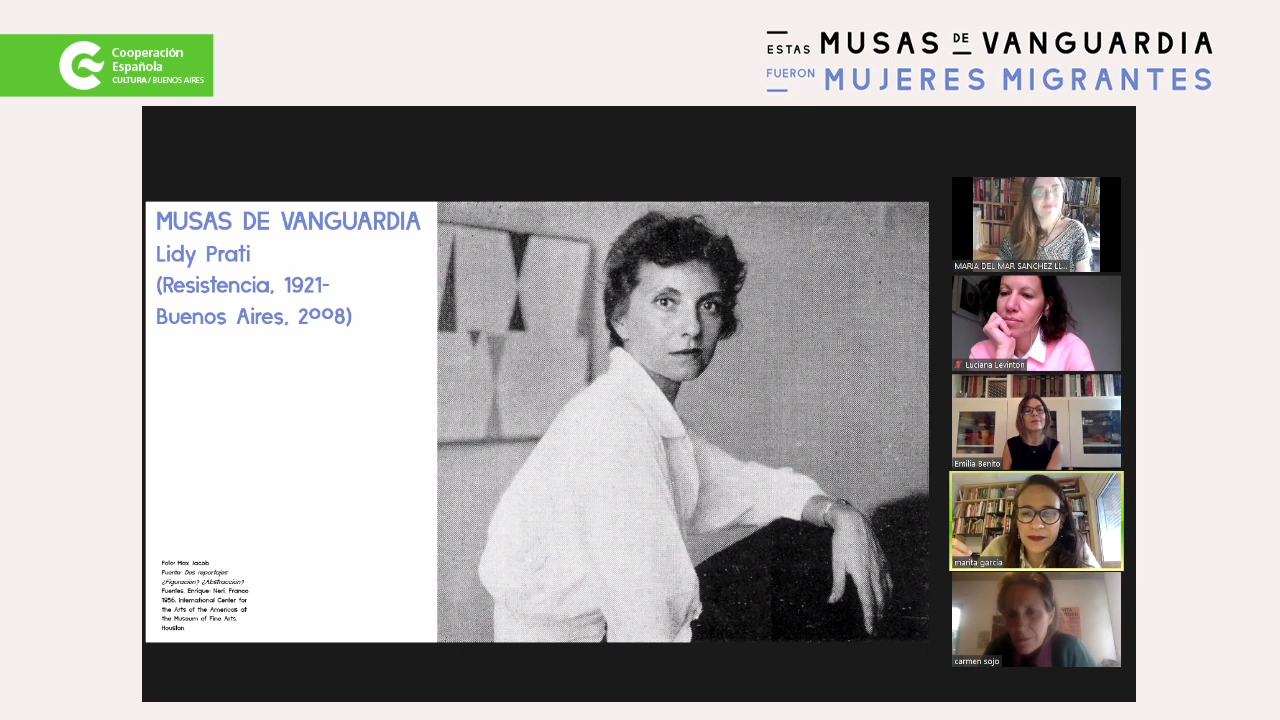 Cooperación
Española
CULTURA / BUENOS AIRES
ESTAS MUSAS DE VANGUARDIA
FUERON MUJERES MIGRANTES
MUSAS DE VANGUARDIA
Lidy Prati
(Resistencia, 1921-
Buenos Aires, 2008)
Foto: Max Jacob
Fuente: Dos reportajes:
¿Figuración? ¿Abstracción?
Fuentes, Enrique; Neri, Franco
1956. International Center for
the Arts of the Americas at
the Museum of Fine Arts,
Houston
MARIA DEL MAR SANCHEZ LL...
Luciana Levinton
Emilia Benito
marita garcia
carmen sojo